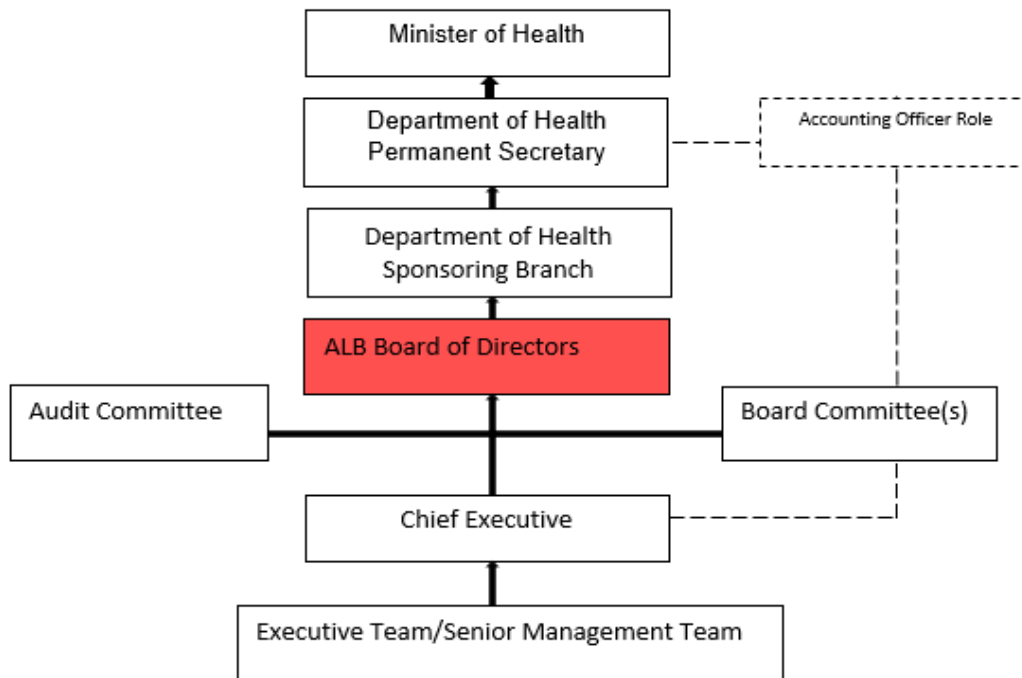 Minister of Health
Department of Health
Permanent Secretary
Accounting Officer Role
Department of Health
Sponsoring Branch
ALB Board of Directors
Audit Committee
Board Committee(s)
Chief Executive
Executive Team/Senior Management Team